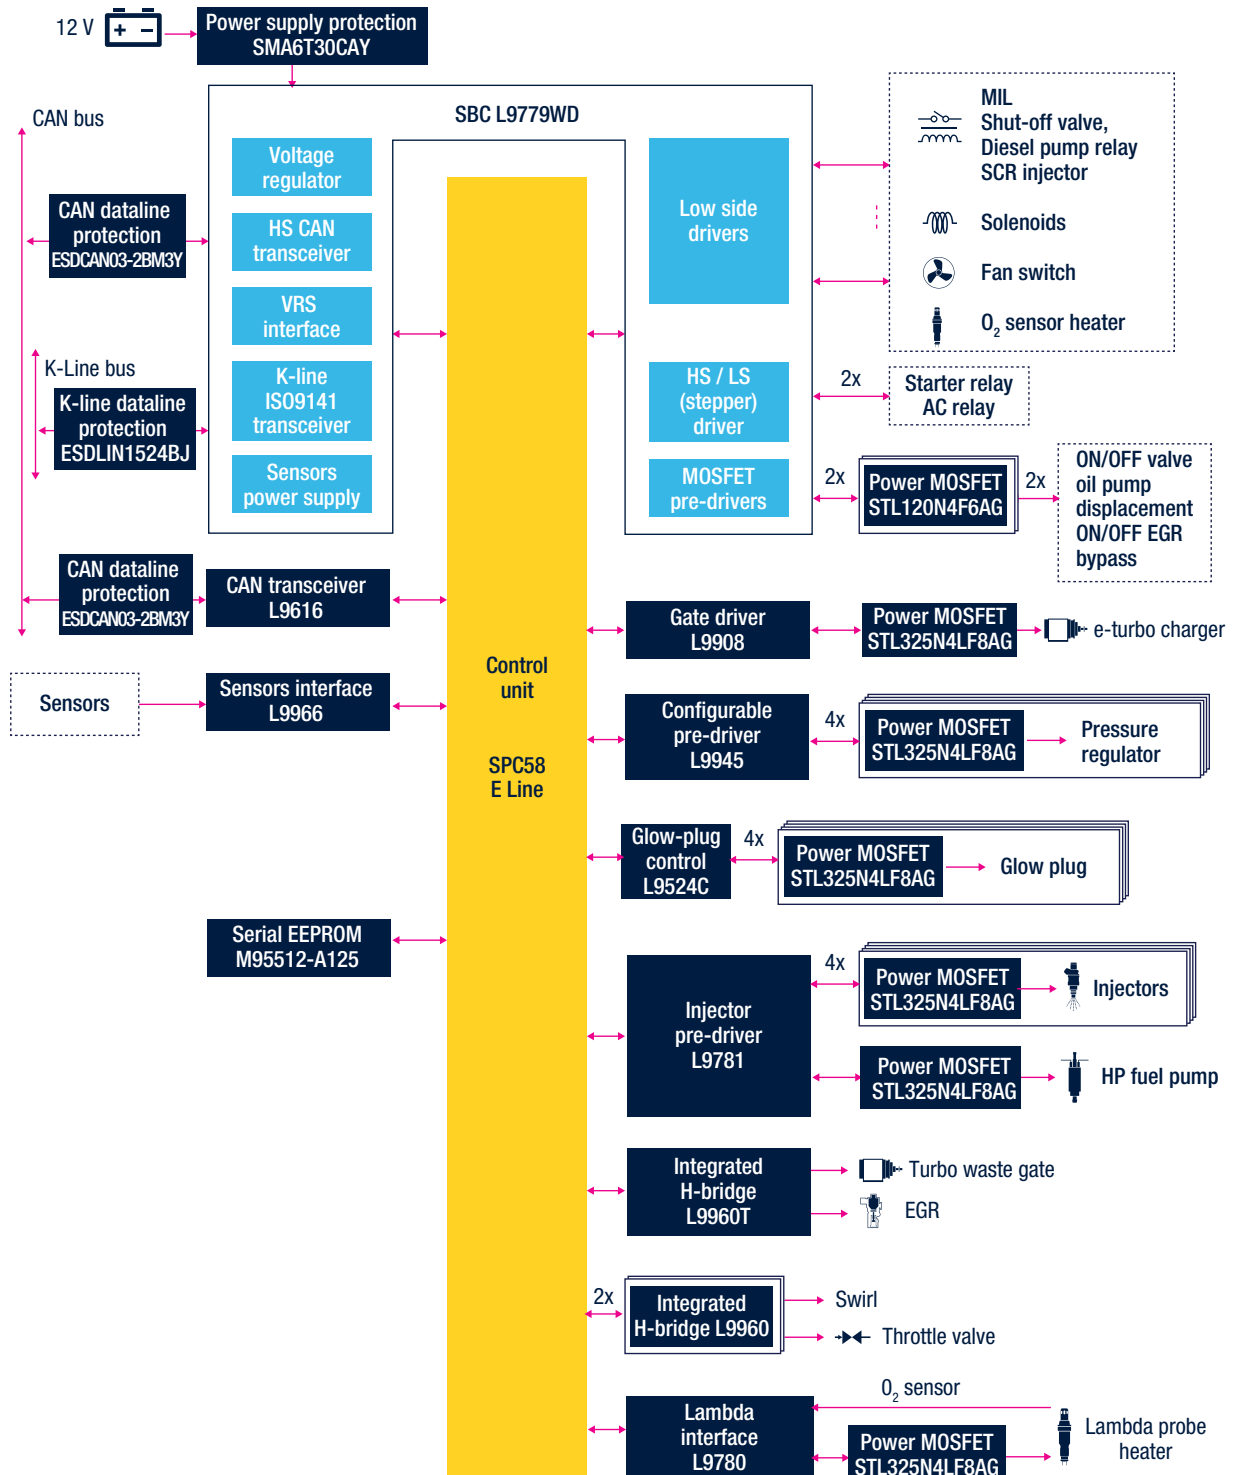 12 V
+ -
Power supply protection
SMA6T30CAY
CAN bus
SBC L9779WD
Voltage
regulator
HS CAN
transceiver
VRS
interface
K-line
ISO9141
transceiver
Sensors
power supply
CAN dataline
protection
ESDCAN03-2BM3Y
K-Line bus
K-line dataline
protection
ESDLIN1524BJ
CAN dataline
protection
ESDCAN03-2BM3Y
CAN transceiver
L9616
Sensors
Sensors interface
L9966
Serial EEPROM
M95512-A125
Control
unit
SPC58
E Line
Low side
drivers
MIL
Shut-off valve,
Diesel pump relay
SCR injector
Solenoids
Fan switch
O2 sensor heater
HS / LS
(stepper)
driver
2x
Starter relay
AC relay
MOSFET
pre-drivers
2x
Power MOSFET
STL120N4F6AG
2x
ON/OFF valve
oil pump
displacement
ON/OFF EGR
bypass
Gate driver
L9908
Power MOSFET
STL325N4LF8AG
e-turbo charger
Configurable
pre-driver
L9945
4x
Power MOSFET
STL325N4LF8AG
Pressure
regulator
Glow-plug
control
L9524C
4x
Power MOSFET
STL325N4LF8AG
Glow plug
Injector
pre-driver
L9781
4x
Power MOSFET
STL325N4LF8AG
Injectors
Power MOSFET
STL325N4LF8AG
HP fuel pump
Integrated
H-bridge
L9960T
Turbo waste gate
EGR
2x
Integrated
H-bridge L9960
Swirl
Throttle valve
Lambda
interface
L9780
O2 sensor
Power MOSFET
STL325N4LF8AG
Lambda probe
heater